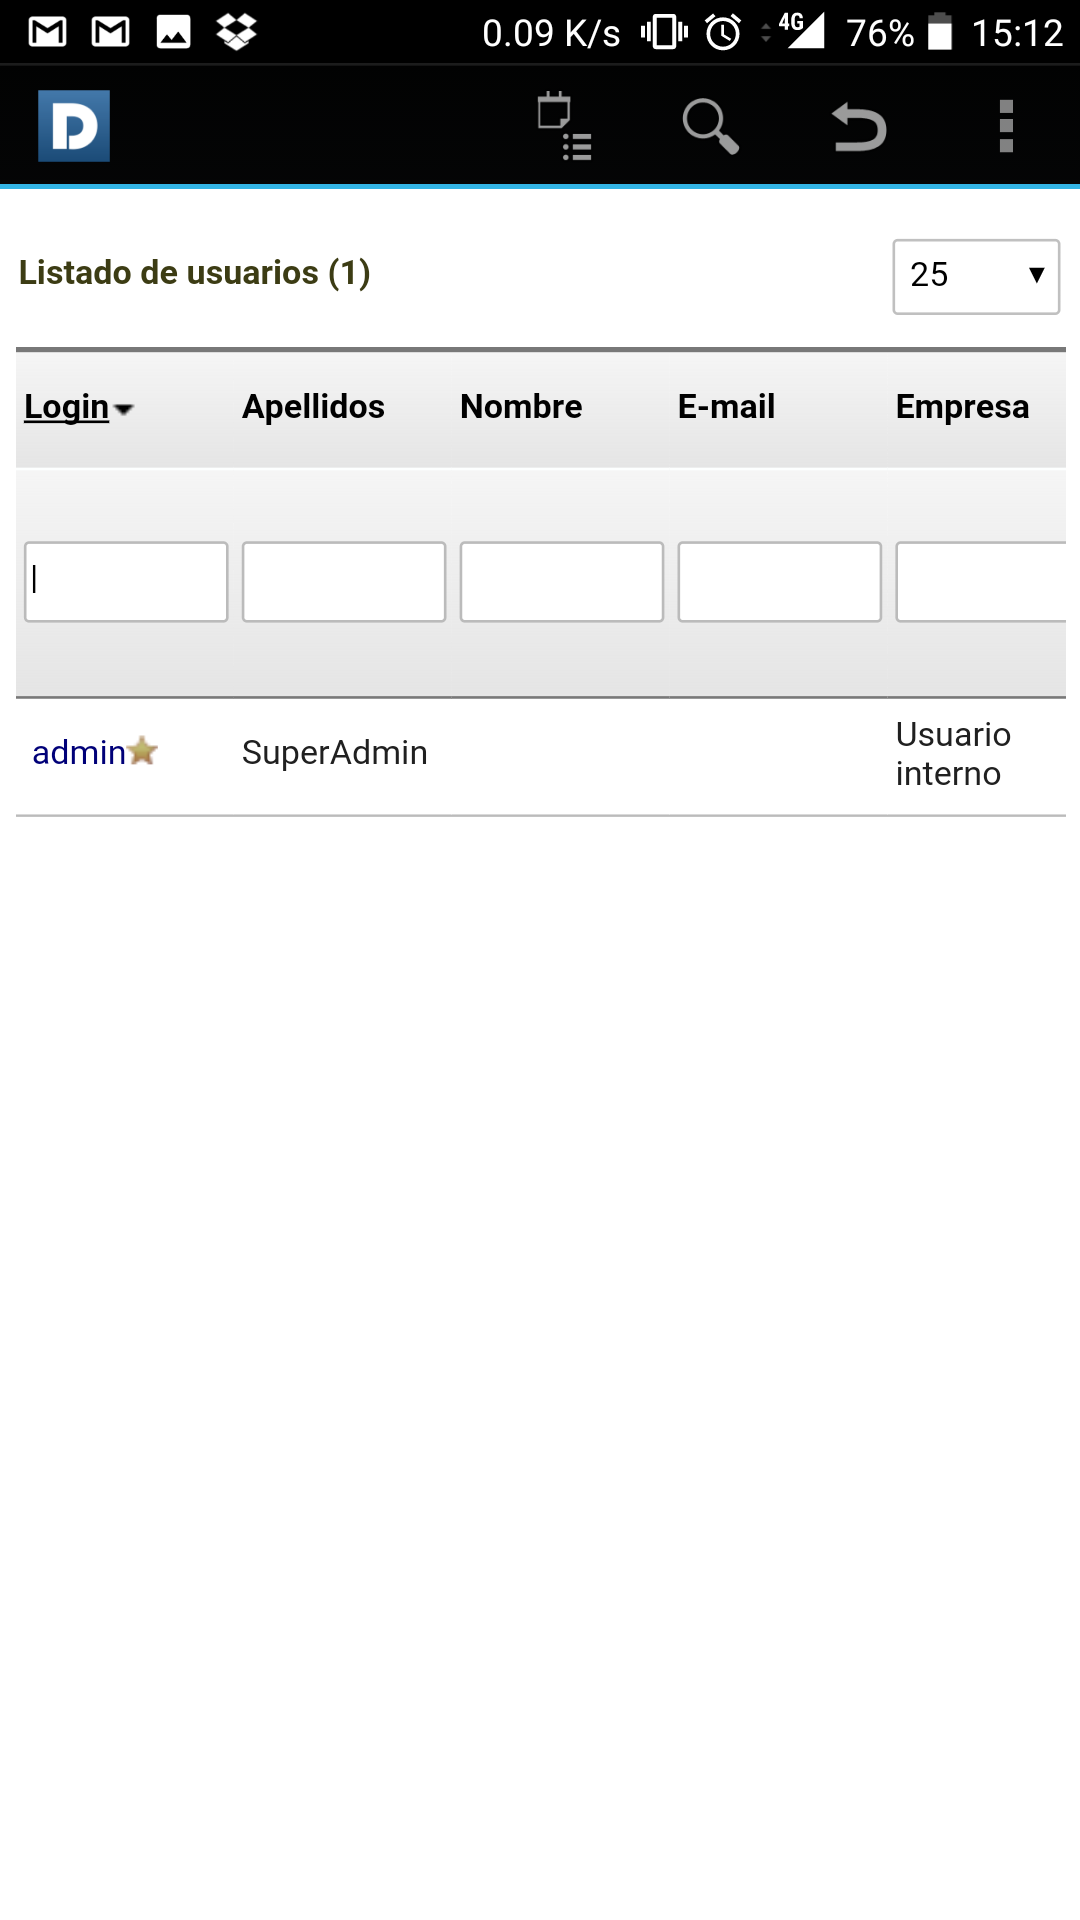 0.09 K/s 4G 76% 15:12
D
Listado de usuarios (1) 25
Login Apellidos Nombre E-mail Empresa
admin SuperAdmin Usuario interno